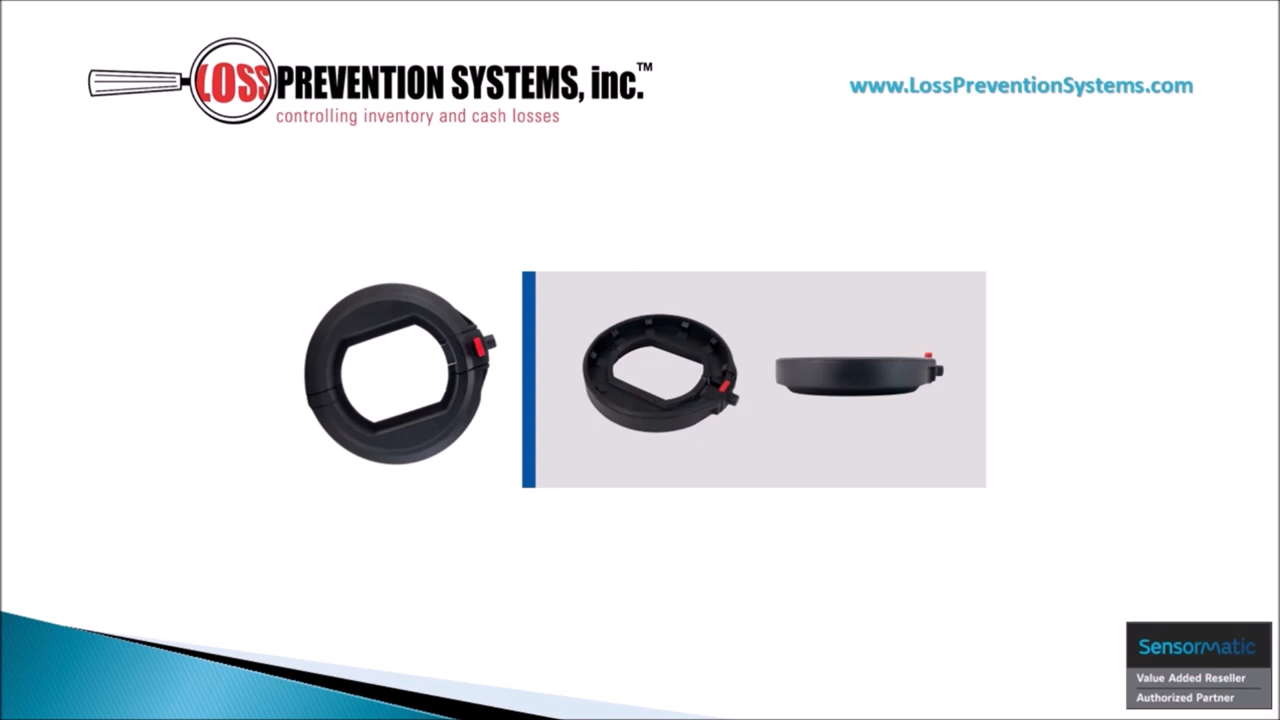 LOSS PREVENTION SYSTEMS, inc.™
controlling inventory and cash losses
www.LossPreventionSystems.com
Sensormatic
Value Added Reseller
Authorized Partner